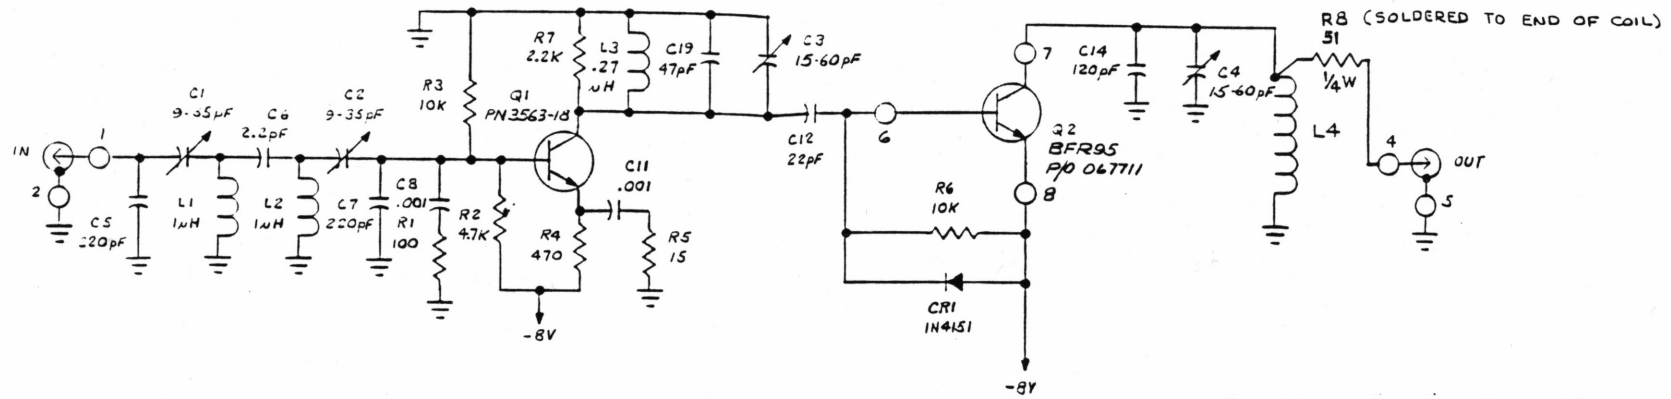 R8 (SOLDERED TO END OF COIL)
51
1/4W
R7
2.2K
L3
.27
uH
C19
47pF
C3
15-60pF
7
C14
120pF
C4
15-60pF
R3
10K
Q1
PN3563-18
C1
9-35pF
C6
2.2pF
C2
9-35pF
C12
22pF
6
Q2
BFR95
P/O 067711
L4
IN
1
2
4
OUT
5
C11
.001
C8
.001
R1
100
L1
1uH
L2
1uH
C7
220pF
C5
R2
4.7K
R4
470
R5
15
R6
10K
8
CR1
1N4151
-8V
-8V